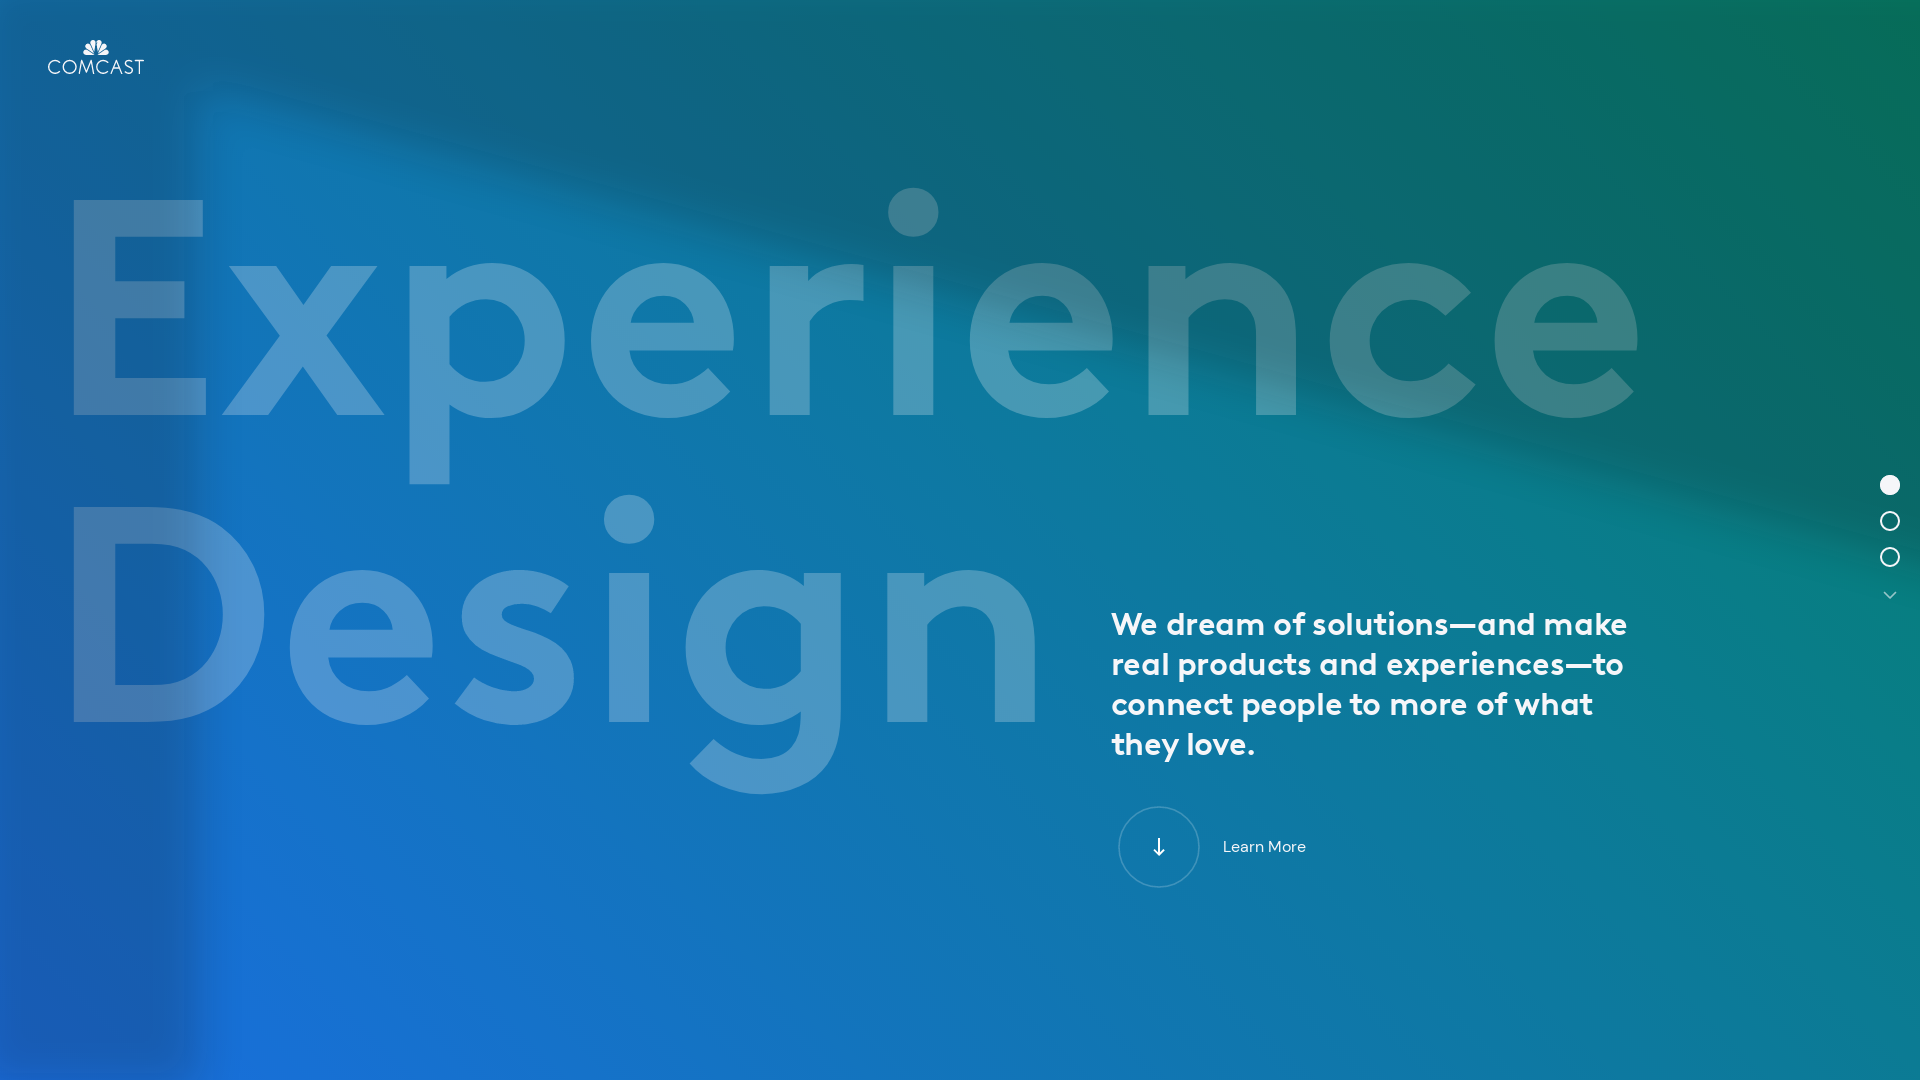 COMCAST
Experience
Design
We dream of solutions—and make
real products and experiences—to
connect people to more of what
they love.
Learn More